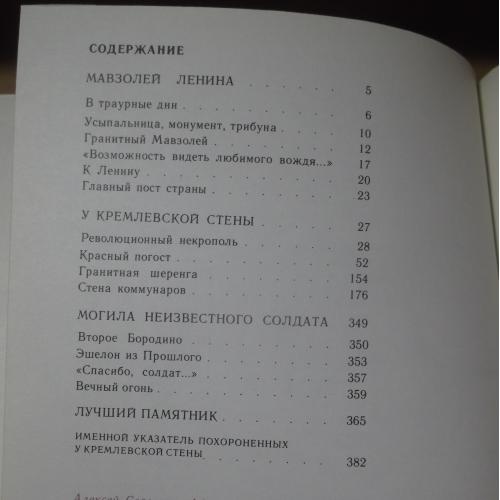 СОДЕРЖАНИЕ
МАВЗОЛЕЙ ЛЕНИНА . . . . . . 5
В траурные дни . . . . . . . . . 6
Усыпальница, монумент, трибуна . . . . 10
Гранитный Мавзолей . . . . . . . 12
«Возможность видеть любимого вождя...» 17
К Ленину . . . . . . . . . . 20
Главный пост страны . . . . . . . 23
У КРЕМЛЕВСКОЙ СТЕНЫ . . . . . 27
Революционный некрополь . . . . . . 28
Красный погост . . . . . . . . . 52
Гранитная шеренга . . . . . . . . 154
Стена коммунаров . . . . . . . . 176
МОГИЛА НЕИЗВЕСТНОГО СОЛДАТА 349
Второе Бородино . . . . . . . . 350
Эшелон из Прошлого . . . . . . . 353
«Спасибо, солдат...» . . . . . . . 357
Вечный огонь . . . . . . . . . 359
ЛУЧШИЙ ПАМЯТНИК . . . . . . . 365
ИМЕННОЙ УКАЗАТЕЛЬ ПОХОРОНЕННЫХ
У КРЕМЛЕВСКОЙ СТЕНЫ . . . . . . . 382
Алексей